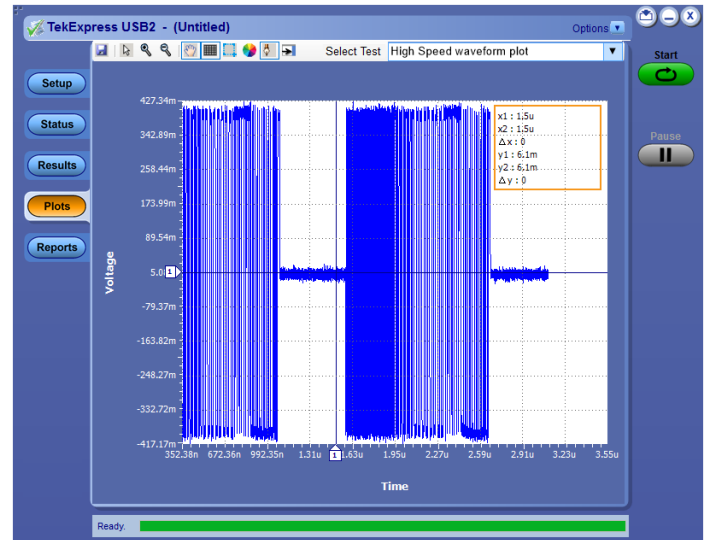 TekExpress USB2 - (Untitled)
Options
Select Test High Speed waveform plot
Start
Pause
Setup
Status
Results
Plots
Reports
Voltage
427.34m
342.89m
258.44m
173.99m
89.54m
1
-79.37m
-163.82m
-248.27m
-332.72m
-417.17m
x1 : 1.5u
x2 : 1.5u
Δx : 0
y1 : 6.1m
y2 : 6.1m
Δy : 0
352.38n 672.36n 992.35n 1.31u 1 1.63u 1.95u 2.27u 2.59u 2.91u 3.23u 3.55u
Time
Ready.